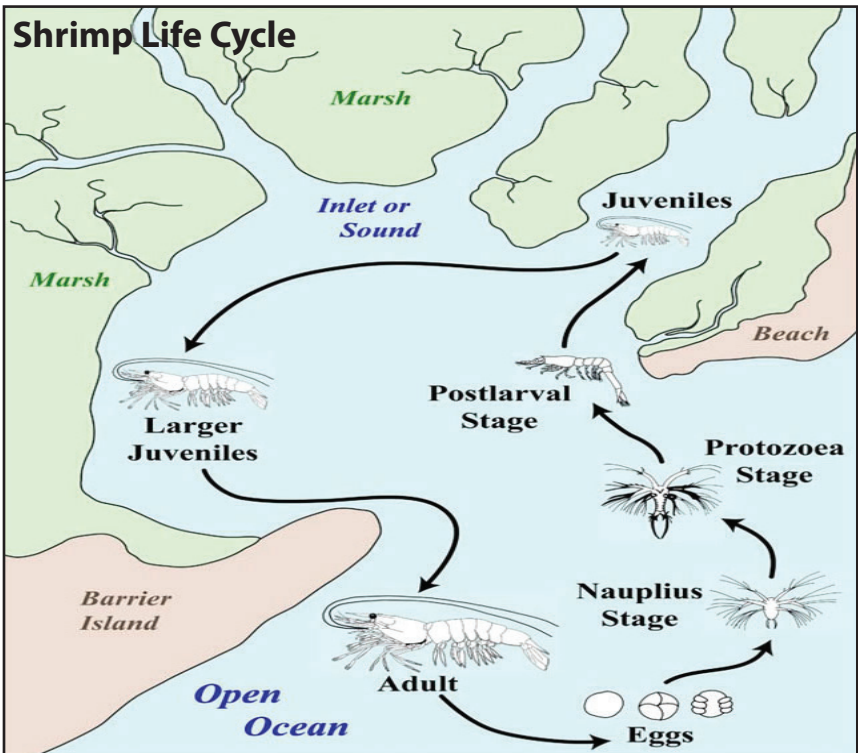 Shrimp Life Cycle
Marsh
Inlet or
Sound
Juveniles
Marsh
Beach
Postlarval
Stage
Larger
Juveniles
Protozoea
Stage
Nauplius
Stage
Barrier
Island
Adult
Open
Ocean
Eggs